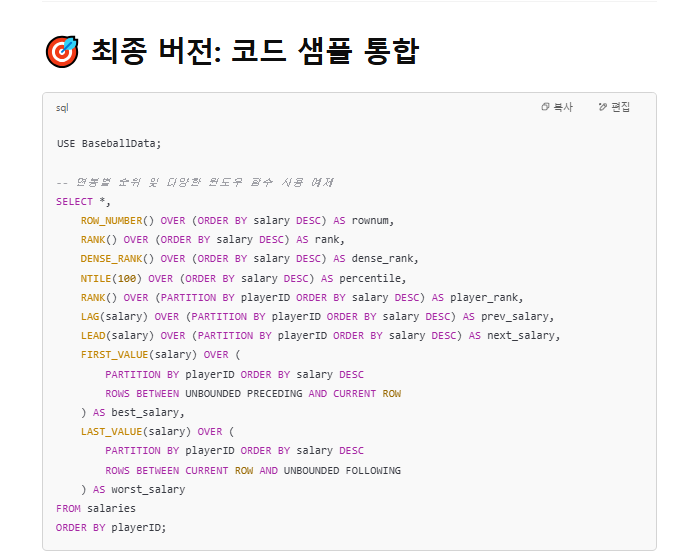 🎯 최종 버전: 코드 샘플 통합
sql
복사
편집
USE BaseballData;
-- 연봉별 순위 및 다양한 윈도우 함수 사용 예제
SELECT *,
    ROW_NUMBER() OVER (ORDER BY salary DESC) AS rownum,
    RANK() OVER (ORDER BY salary DESC) AS rank,
    DENSE_RANK() OVER (ORDER BY salary DESC) AS dense_rank,
    NTILE(100) OVER (ORDER BY salary DESC) AS percentile,
    RANK() OVER (PARTITION BY playerID ORDER BY salary DESC) AS player_rank,
    LAG(salary) OVER (PARTITION BY playerID ORDER BY salary DESC) AS prev_salary,
    LEAD(salary) OVER (PARTITION BY playerID ORDER BY salary DESC) AS next_salary,
    FIRST_VALUE(salary) OVER (
        PARTITION BY playerID ORDER BY salary DESC
        ROWS BETWEEN UNBOUNDED PRECEDING AND CURRENT ROW
    ) AS best_salary,
    LAST_VALUE(salary) OVER (
        PARTITION BY playerID ORDER BY salary DESC
        ROWS BETWEEN CURRENT ROW AND UNBOUNDED FOLLOWING
    ) AS worst_salary
FROM salaries
ORDER BY playerID;